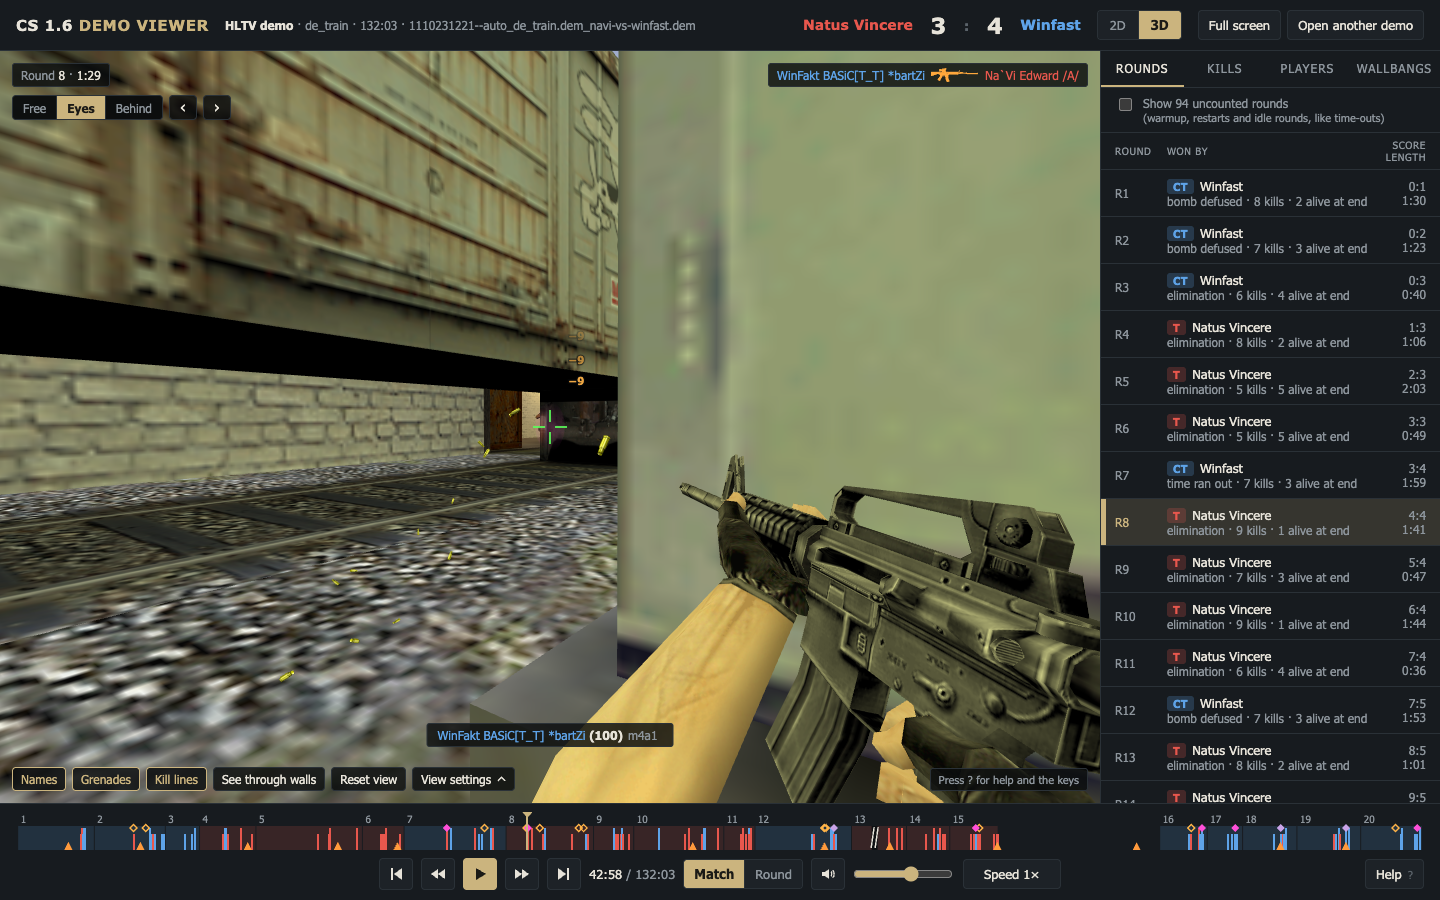 CS 1.6 DEMO VIEWER
HLTV demo · de_train · 132:03 · 1110231221--auto_de_train.dem_navi-vs-winfast.dem
Natus Vincere 3 : 4 Winfast
2D 3D
Full screen
Open another demo
Round 8 · 1:29
Free Eyes Behind < >
WinFakt BASiC[T_T] *bartZi Na`Vi Edward /A/
-9
-9
-9
WinFakt BASiC[T_T] *bartZi (100) m4a1
Names Grenades Kill lines See through walls Reset view View settings
Press ? for help and the keys
ROUNDS KILLS PLAYERS WALLBANGS
Show 94 uncounted rounds
(warmup, restarts and idle rounds, like time-outs)
ROUND WON BY SCORE
LENGTH
R1 CT Winfast 0:1
bomb defused · 8 kills · 2 alive at end 1:30
R2 CT Winfast 0:2
bomb defused · 7 kills · 3 alive at end 1:23
R3 CT Winfast 0:3
elimination · 6 kills · 4 alive at end 0:40
R4 T Natus Vincere 1:3
elimination · 8 kills · 2 alive at end 1:06
R5 T Natus Vincere 2:3
elimination · 5 kills · 5 alive at end 2:03
R6 T Natus Vincere 3:3
elimination · 5 kills · 5 alive at end 0:49
R7 CT Winfast 3:4
time ran out · 7 kills · 3 alive at end 1:59
R8 T Natus Vincere 4:4
elimination · 9 kills · 1 alive at end 1:41
R9 T Natus Vincere 5:4
elimination · 7 kills · 3 alive at end 0:47
R10 T Natus Vincere 6:4
elimination · 9 kills · 1 alive at end 1:44
R11 T Natus Vincere 7:4
elimination · 6 kills · 4 alive at end 0:36
R12 CT Winfast 7:5
bomb defused · 7 kills · 3 alive at end 1:53
R13 T Natus Vincere 8:5
elimination · 8 kills · 2 alive at end 1:01
R14 T Natus Vincere 9:5
1 2 3 4 5 6 7 8 9 10 11 12 13 14 15 16 17 18 19 20
42:58 / 132:03
Match Round
Speed 1×
Help ?